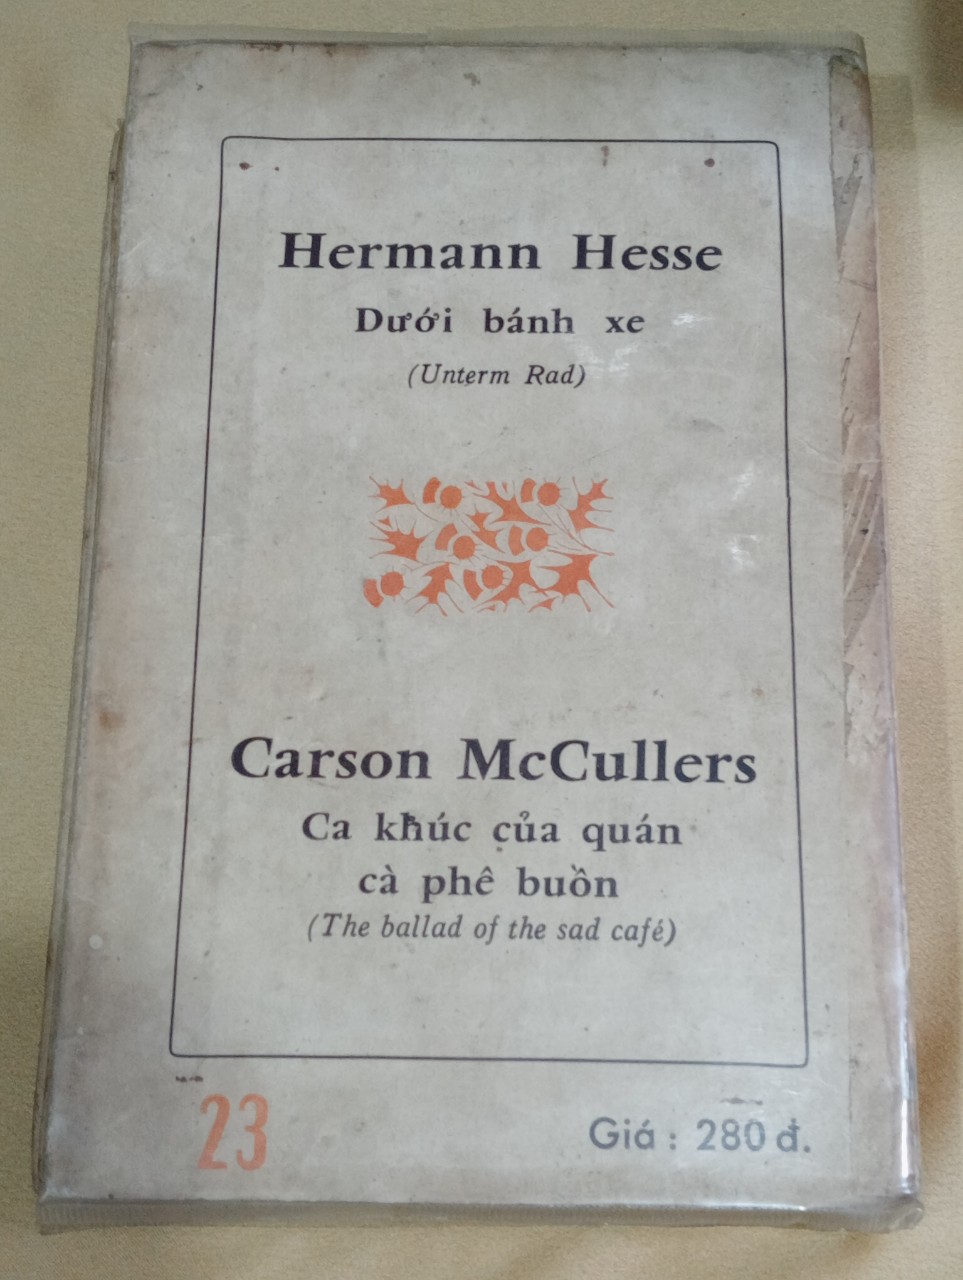 Hermann Hesse
Dưới bánh xe
(Unterm Rad)
Carson McCullers
Ca khúc của quán
cà phê buồn
(The ballad of the sad café)
23
Giá : 280 đ.